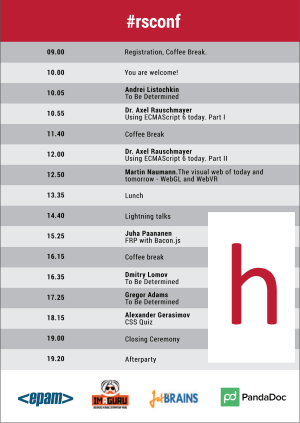 #rsconf
09.00 Registration, Coffee Break.
10.00 You are welcome!
10.05 Andrei Listochkin
To Be Determined
10.55 Dr. Axel Rauschmayer
Using ECMAScript 6 today. Part I
11.40 Coffee Break
12.00 Dr. Axel Rauschmayer
Using ECMAScript 6 today. Part II
12.50 Martin Naumann.The visual web of today and
tomorrow - WebGL and WebVR
13.35 Lunch
14.40 Lightning talks
15.25 Juha Paananen
FRP with Bacon.js
16.15 Coffee break
16.35 Dmitry Lomov
To Be Determined
17.25 Gregor Adams
To Be Determined
18.15 Alexander Gerasimov
CSS Quiz
19.00 Closing Ceremony
19.20 Afterparty
h
<epam>
IMAGURU
JetBRAINS
pd PandaDoc